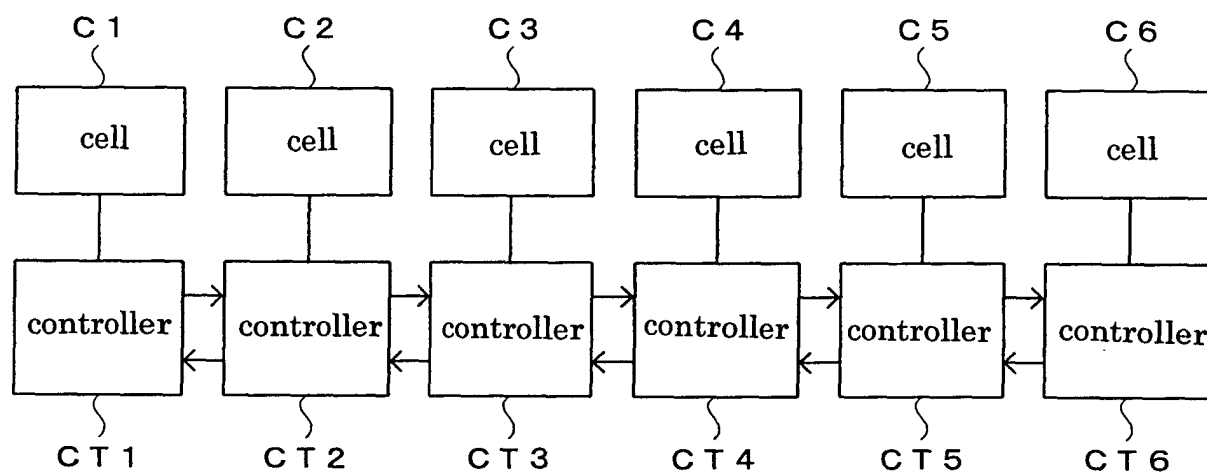 C1 C2 C3 C4 C5 C6
cell cell cell cell cell cell
controller controller controller controller controller controller
CT1 CT2 CT3 CT4 CT5 CT6